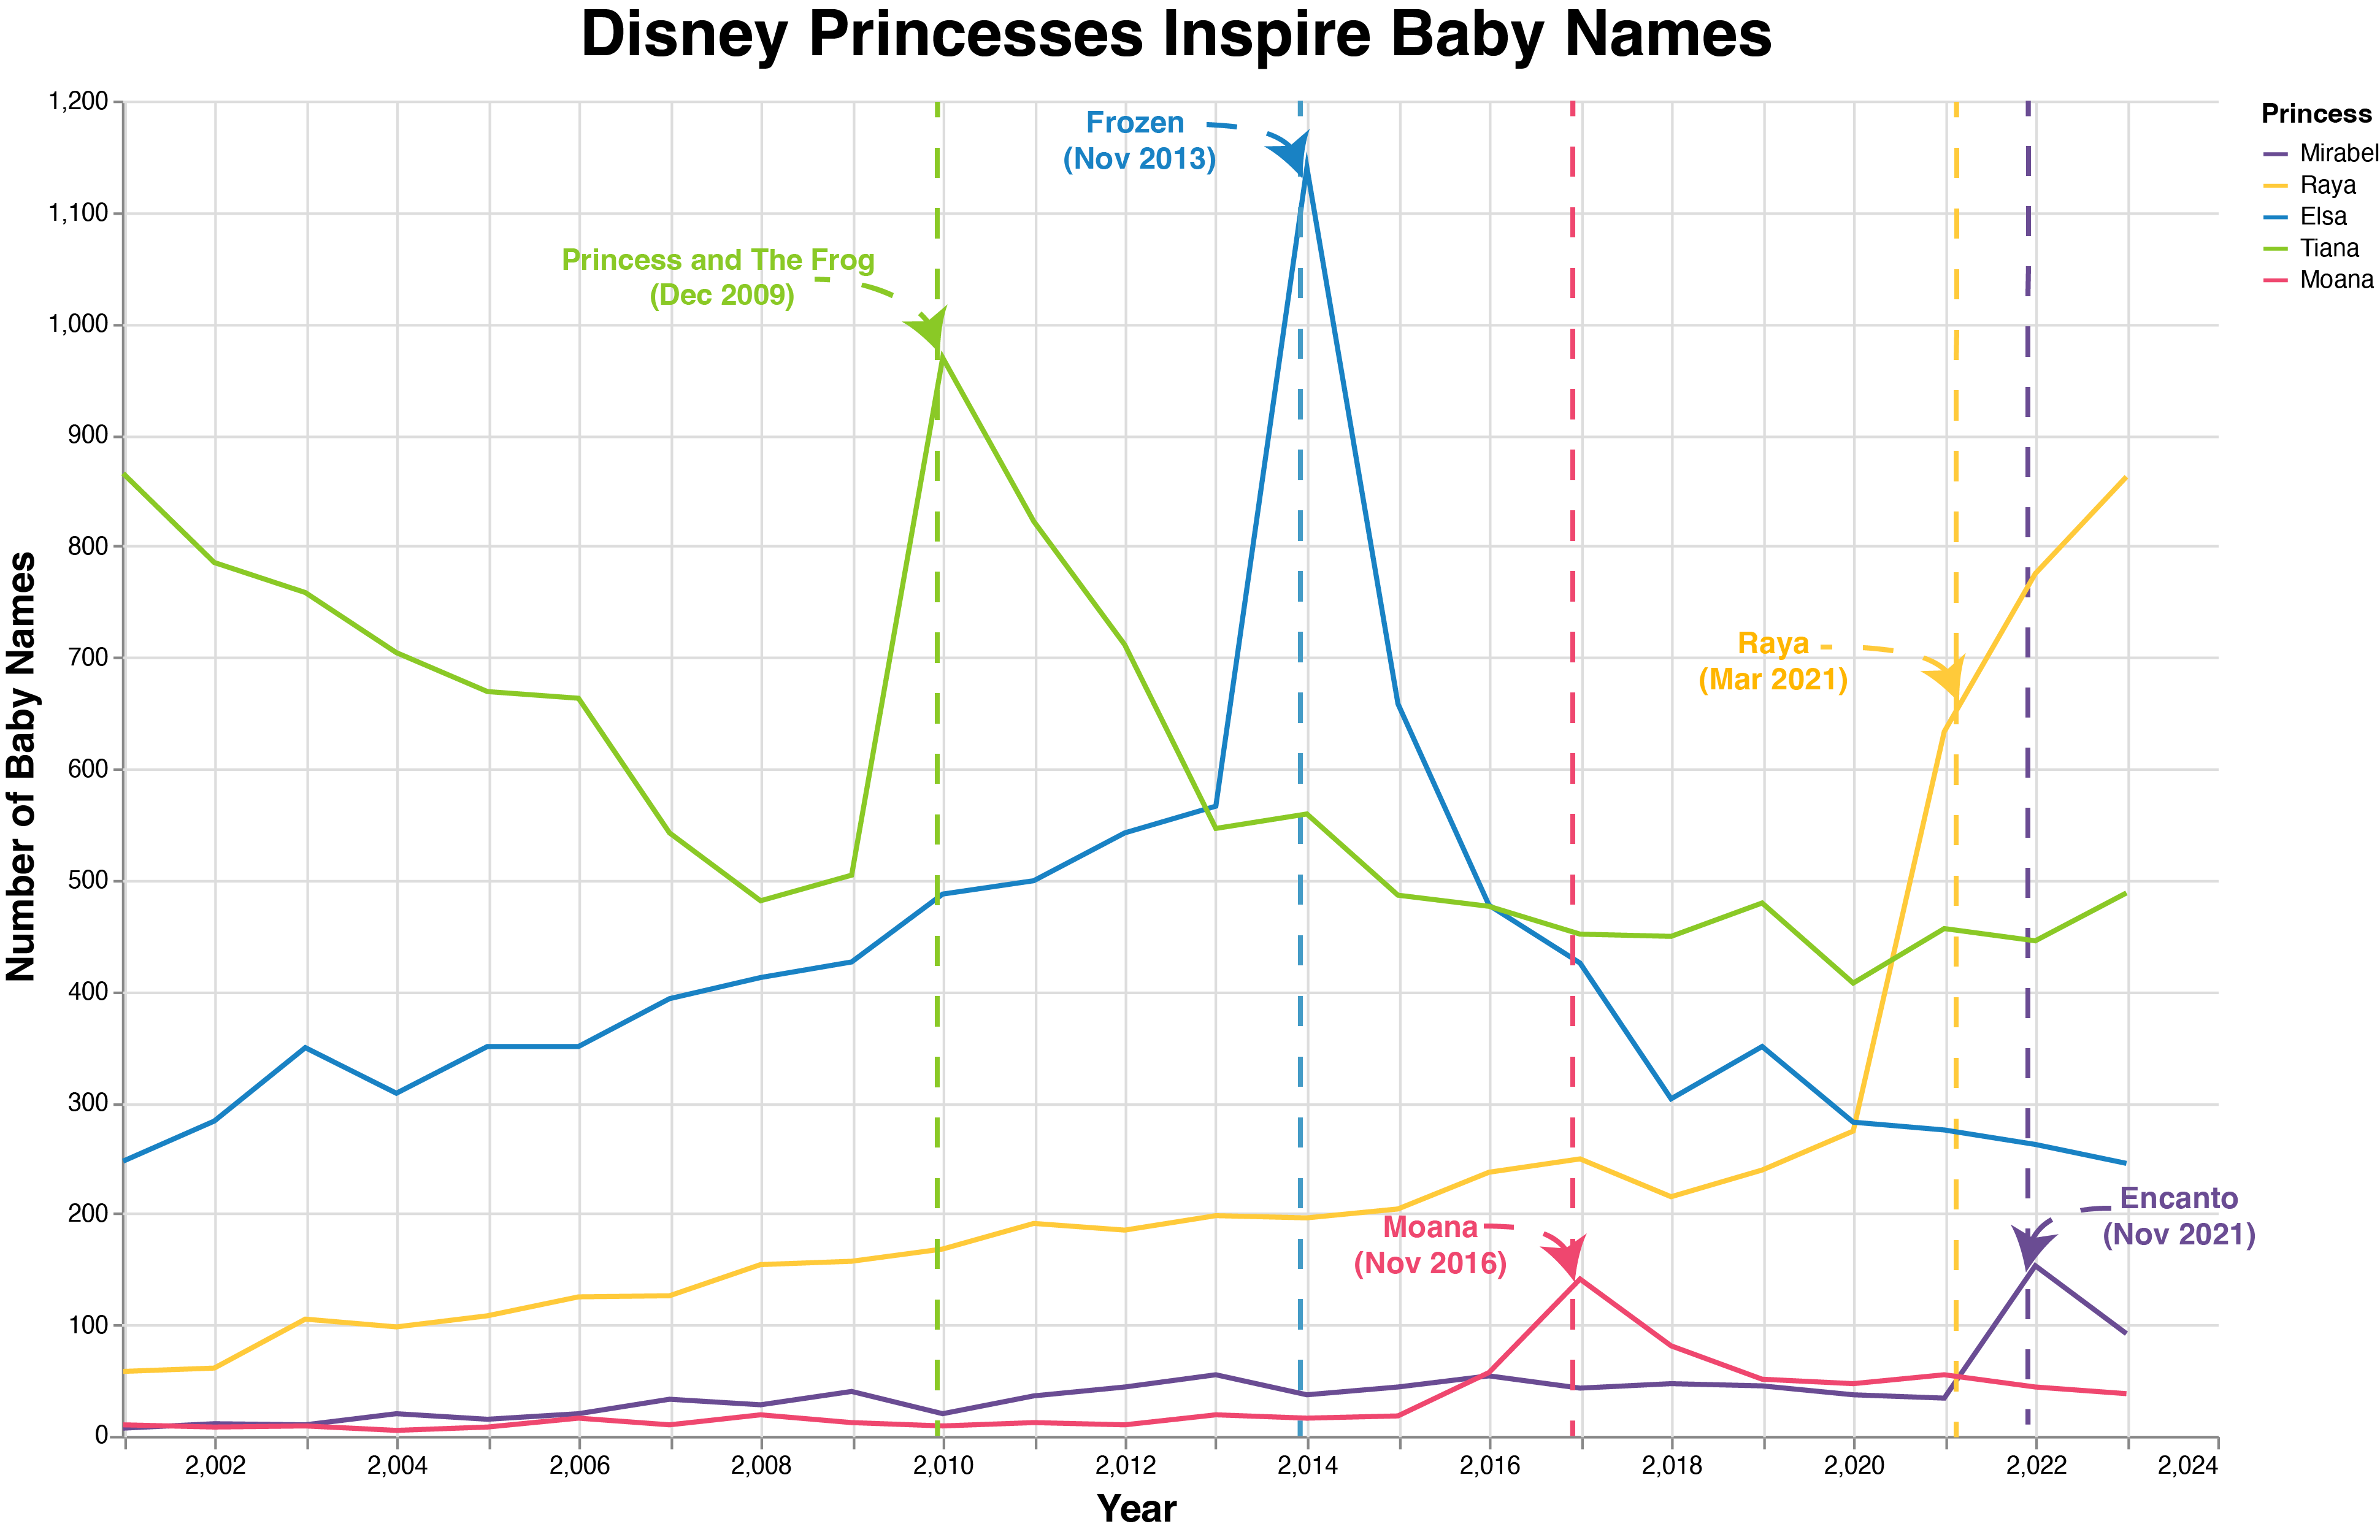 Disney Princesses Inspire Baby Names
Number of Baby Names
1,200
1,100
1,000
900
800
700
600
500
400
300
200
100
0
Princess and The Frog
(Dec 2009)
Frozen
(Nov 2013)
Raya
(Mar 2021)
Moana
(Nov 2016)
Encanto
(Nov 2021)
2,002
2,004
2,006
2,008
2,010
2,012
2,014
2,016
2,018
2,020
2,022
2,024
Year
Princess
Mirabel
Raya
Elsa
Tiana
Moana